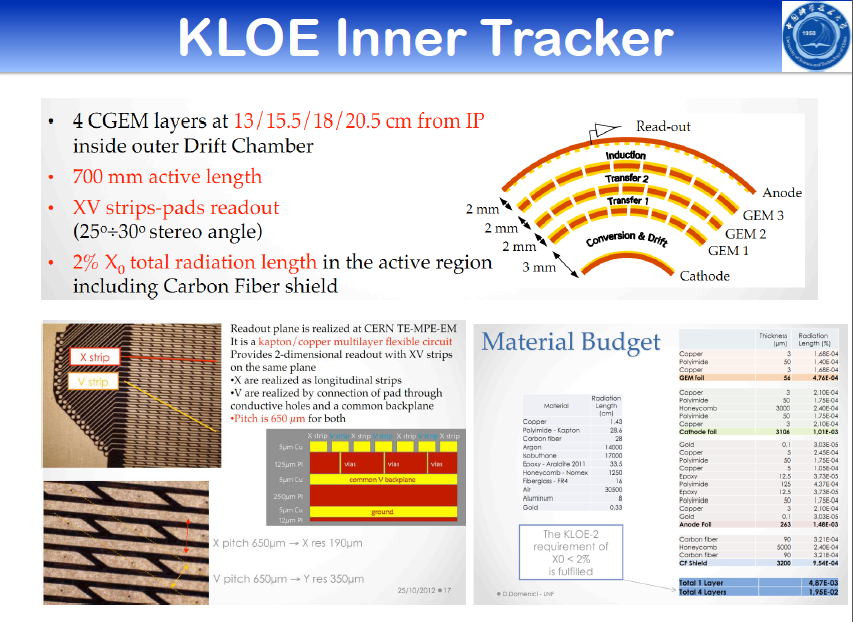 KLOE Inner Tracker
1958
• 4 CGEM layers at 13/15.5/18/20.5 cm from IP
inside outer Drift Chamber
• 700 mm active length
• XV strips-pads readout
(25º÷30º stereo angle)
• 2% X0 total radiation length in the active region
including Carbon Fiber shield
Read-out
Induction
Transfer 2
Transfer 1
Conversion & Drift
Anode
GEM 3
GEM 2
GEM 1
Cathode
2 mm
2 mm
2 mm
3 mm
X strip
V strip
Readout plane is realized at CERN TE-MPE-EM
It is a kapton/copper multilayer flexible circuit
Provides 2-dimensional readout with XV strips
on the same plane
•X are realized as longitudinal strips
•V are realized by connection of pad through
conductive holes and a common backplane
•Pitch is 650 µm for both
X strip X strip X strip X strip
5µm Cu
125µm PI
vias vias vias
5µm Cu common V backplane
250µm PI
5µm Cu ground
12µm PI
X pitch 650µm → X res 190µm
V pitch 650µm → Y res 350µm
25/10/2012 17
Material Budget
Material Radiation Length (cm)
Copper 1,43
Polyimide - Kapton 28,6
Carbon fiber 28
Argon 14000
Isobuthane 17000
Epoxy - Araldite 2011 33,5
Honeycomb - Nomex 1250
Fiberglass - FR4 16
Air 30500
Aluminum 8
Gold 0,33
The KLOE-2
requirement of
X0 < 2%
is fulfilled
D.Domenici - LNF
Thickness (µm) Radiation Length (%)
Copper 3 1,68E-04
Polyimide 50 1,40E-04
Copper 3 1,68E-04
GEM foil 56 4,76E-04
Copper 3 2,10E-04
Polyimide 50 1,75E-04
Honeycomb 3000 2,40E-04
Polyimide 50 1,75E-04
Copper 3 2,10E-04
Cathode foil 3106 1,01E-03
Gold 0,1 3,03E-05
Copper 5 2,45E-04
Polyimide 50 1,75E-04
Copper 5 1,05E-04
Epoxy 12,5 3,73E-05
Polyimide 125 4,37E-04
Epoxy 12,5 3,73E-05
Polyimide 50 1,75E-04
Copper 3 2,10E-04
Gold 0,1 3,03E-05
Anode Foil 263 1,48E-03
Carbon fiber 90 3,21E-04
Honeycomb 5000 2,40E-04
Carbon fiber 90 3,21E-04
CF Shield 3200 9,54E-04
Total 1 Layer 4,87E-03
Total 4 Layers 1,95E-02